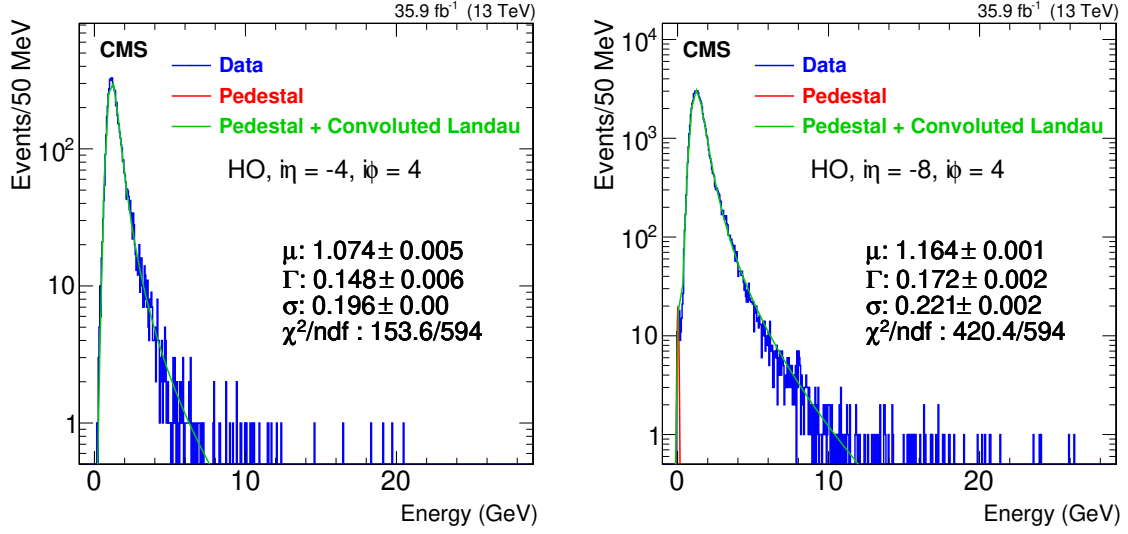 35.9 fb⁻¹ (13 TeV)
CMS
Data
Pedestal
Pedestal + Convoluted Landau
HO, iη = -4, iϕ = 4
μ: 1.074± 0.005
Γ: 0.148± 0.006
σ: 0.196± 0.00
χ²/ndf : 153.6/594
Events/50 MeV
10²
10
1
0 10 20
Energy (GeV)
35.9 fb⁻¹ (13 TeV)
CMS
Data
Pedestal
Pedestal + Convoluted Landau
HO, iη = -8, iϕ = 4
μ: 1.164± 0.001
Γ: 0.172± 0.002
σ: 0.221± 0.002
χ²/ndf : 420.4/594
Events/50 MeV
10⁴
10³
10²
10
1
0 10 20
Energy (GeV)